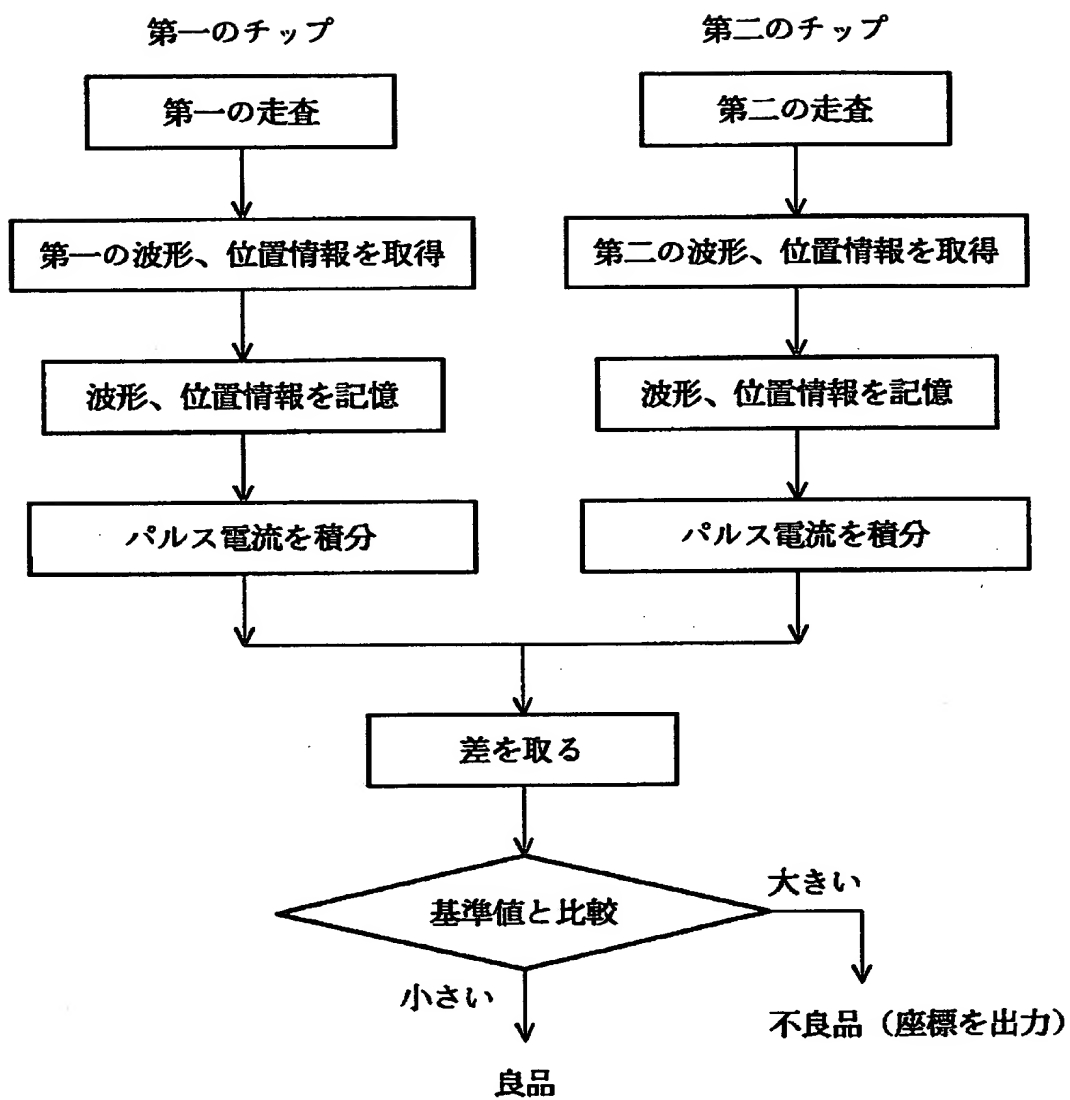 第一のチップ
第二のチップ
第一の走査
第二の走査
第一の波形、位置情報を取得
第二の波形、位置情報を取得
波形、位置情報を記憶
波形、位置情報を記憶
パルス電流を積分
パルス電流を積分
差を取る
基準値と比較
大きい
小さい
不良品（座標を出力）
良品